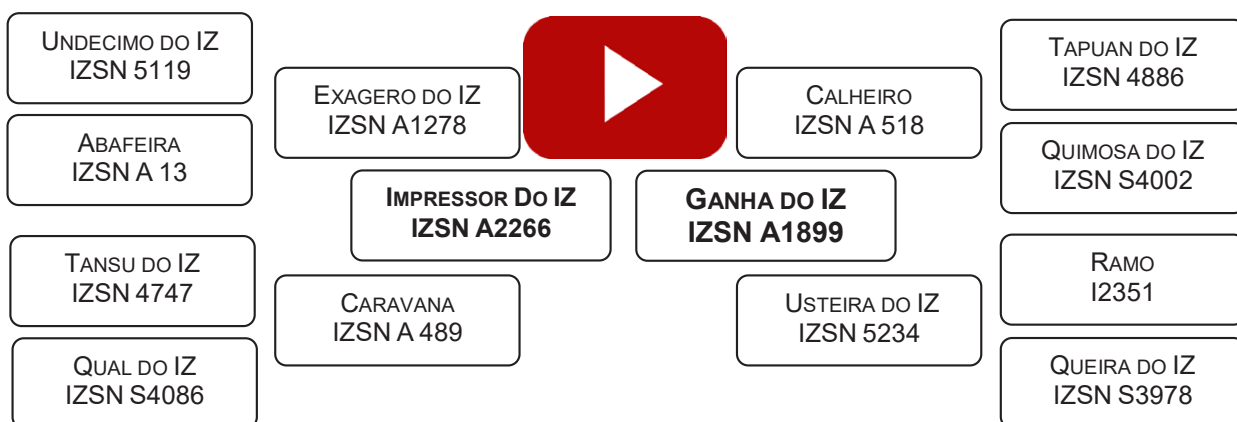 UNDECIMO DO IZ
IZSN 5119
ABAFEIRA
IZSN A 13
TANSU DO IZ
IZSN 4747
QUAL DO IZ
IZSN S4086
EXAGERO DO IZ
IZSN A1278
CARAVANA
IZSN A 489
IMPRESSOR DO IZ
IZSN A2266
GANHA DO IZ
IZSN A1899
CALHEIRO
IZSN A 518
USTEIRA DO IZ
IZSN 5234
TAPUAN DO IZ
IZSN 4886
QUIMOSA DO IZ
IZSN S4002
RAMO
I2351
QUEIRA DO IZ
IZSN S3978